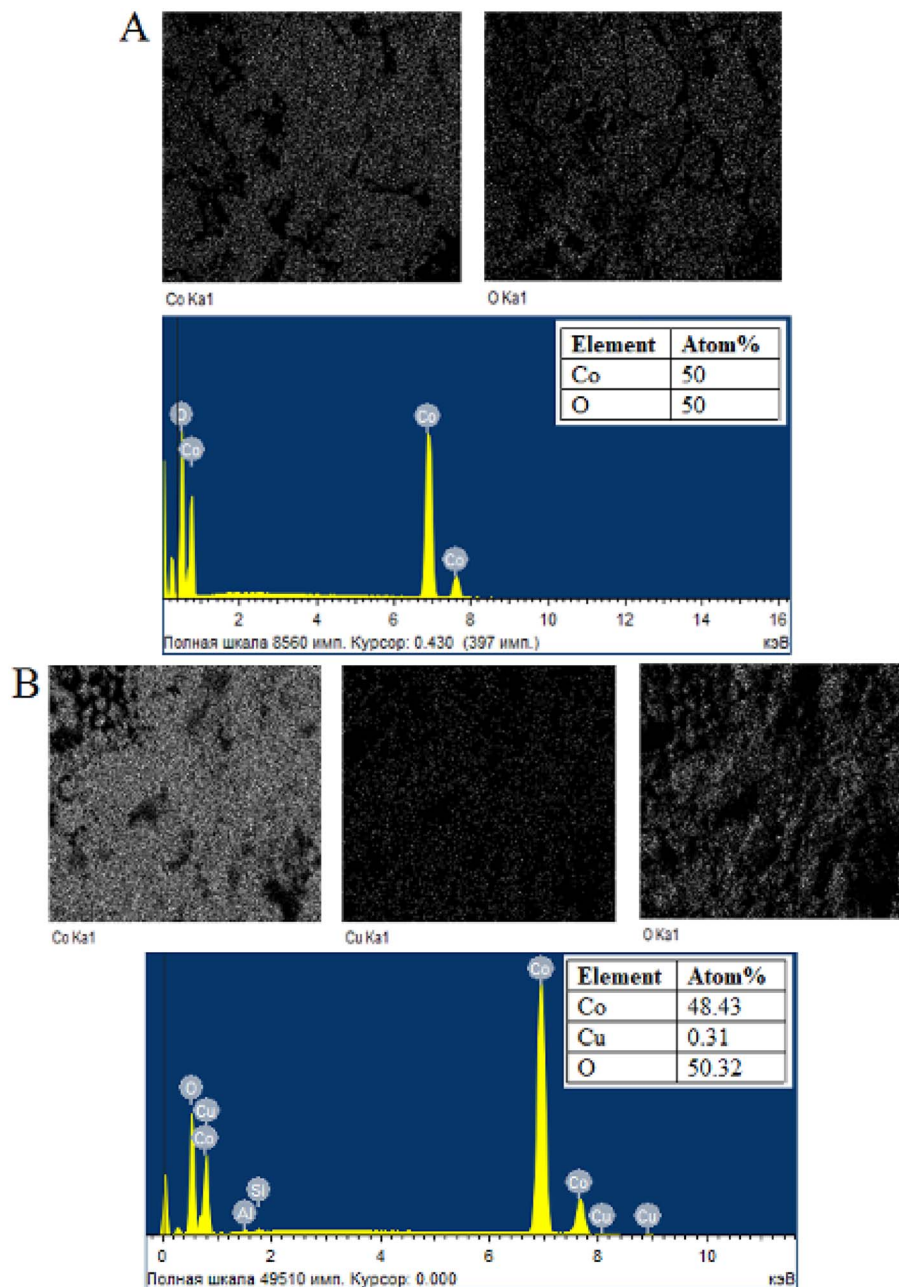 A
Co Ka1
O Ka1
Element Atom%
Co 50
O 50
O
Co
Co
Co
2 4 6 8 10 12 14 16
Полная шкала 8560 имп. Курсор: 0.430 (397 имп.)
кэВ
B
Co Ka1
Cu Ka1
O Ka1
Element Atom%
Co 48.43
Cu 0.31
O 50.32
O
Cu
Co
Al
Si
Co
Co
Cu
Cu
0 2 4 6 8 10
Полная шкала 49510 имп. Курсор: 0.000
кэВ